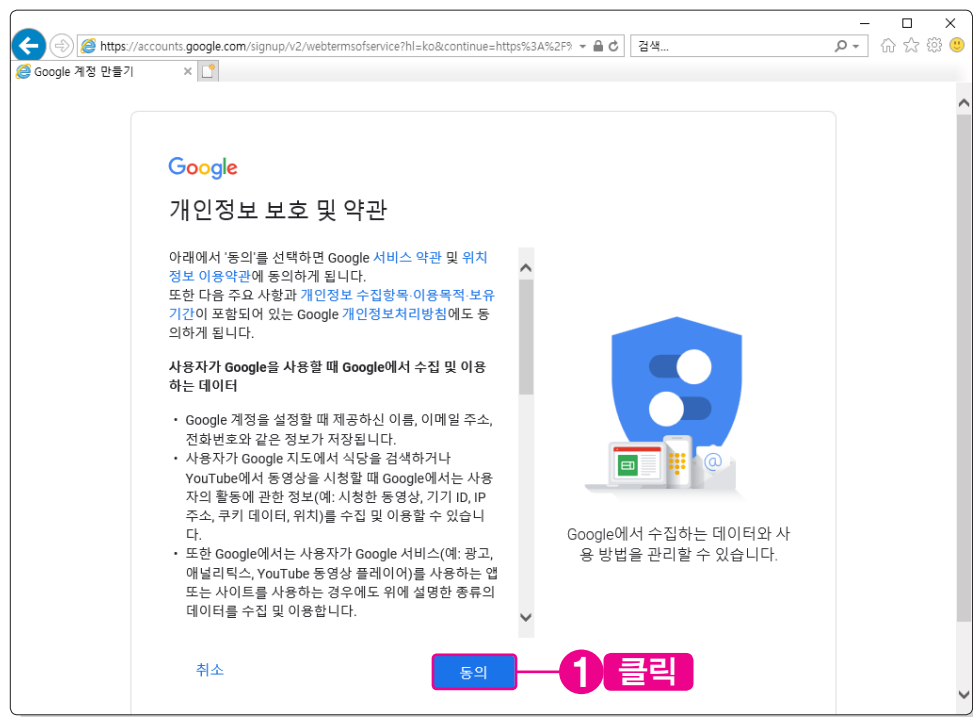 https://accounts.google.com/signup/v2/webtermsofservice?hl=ko&continue=https%3A%2F%
검색...
Google 계정 만들기
Google
개인정보 보호 및 약관
아래에서 '동의'를 선택하면 Google 서비스 약관 및 위치
정보 이용약관에 동의하게 됩니다.
또한 다음 주요 사항과 개인정보 수집항목·이용목적·보유
기간이 포함되어 있는 Google 개인정보처리방침에도 동
의하게 됩니다.
사용자가 Google을 사용할 때 Google에서 수집 및 이용
하는 데이터
• Google 계정을 설정할 때 제공하신 이름, 이메일 주소,
전화번호와 같은 정보가 저장됩니다.
• 사용자가 Google 지도에서 식당을 검색하거나
YouTube에서 동영상을 시청할 때 Google에서는 사용
자의 활동에 관한 정보(예: 시청한 동영상, 기기 ID, IP
주소, 쿠키 데이터, 위치)를 수집 및 이용할 수 있습니
다.
• 또한 Google에서는 사용자가 Google 서비스(예: 광고,
애널리틱스, YouTube 동영상 플레이어)를 사용하는 앱
또는 사이트를 사용하는 경우에도 위에 설명한 종류의
데이터를 수집 및 이용합니다.
@
Google에서 수집하는 데이터와 사
용 방법을 관리할 수 있습니다.
취소
동의
1 클릭